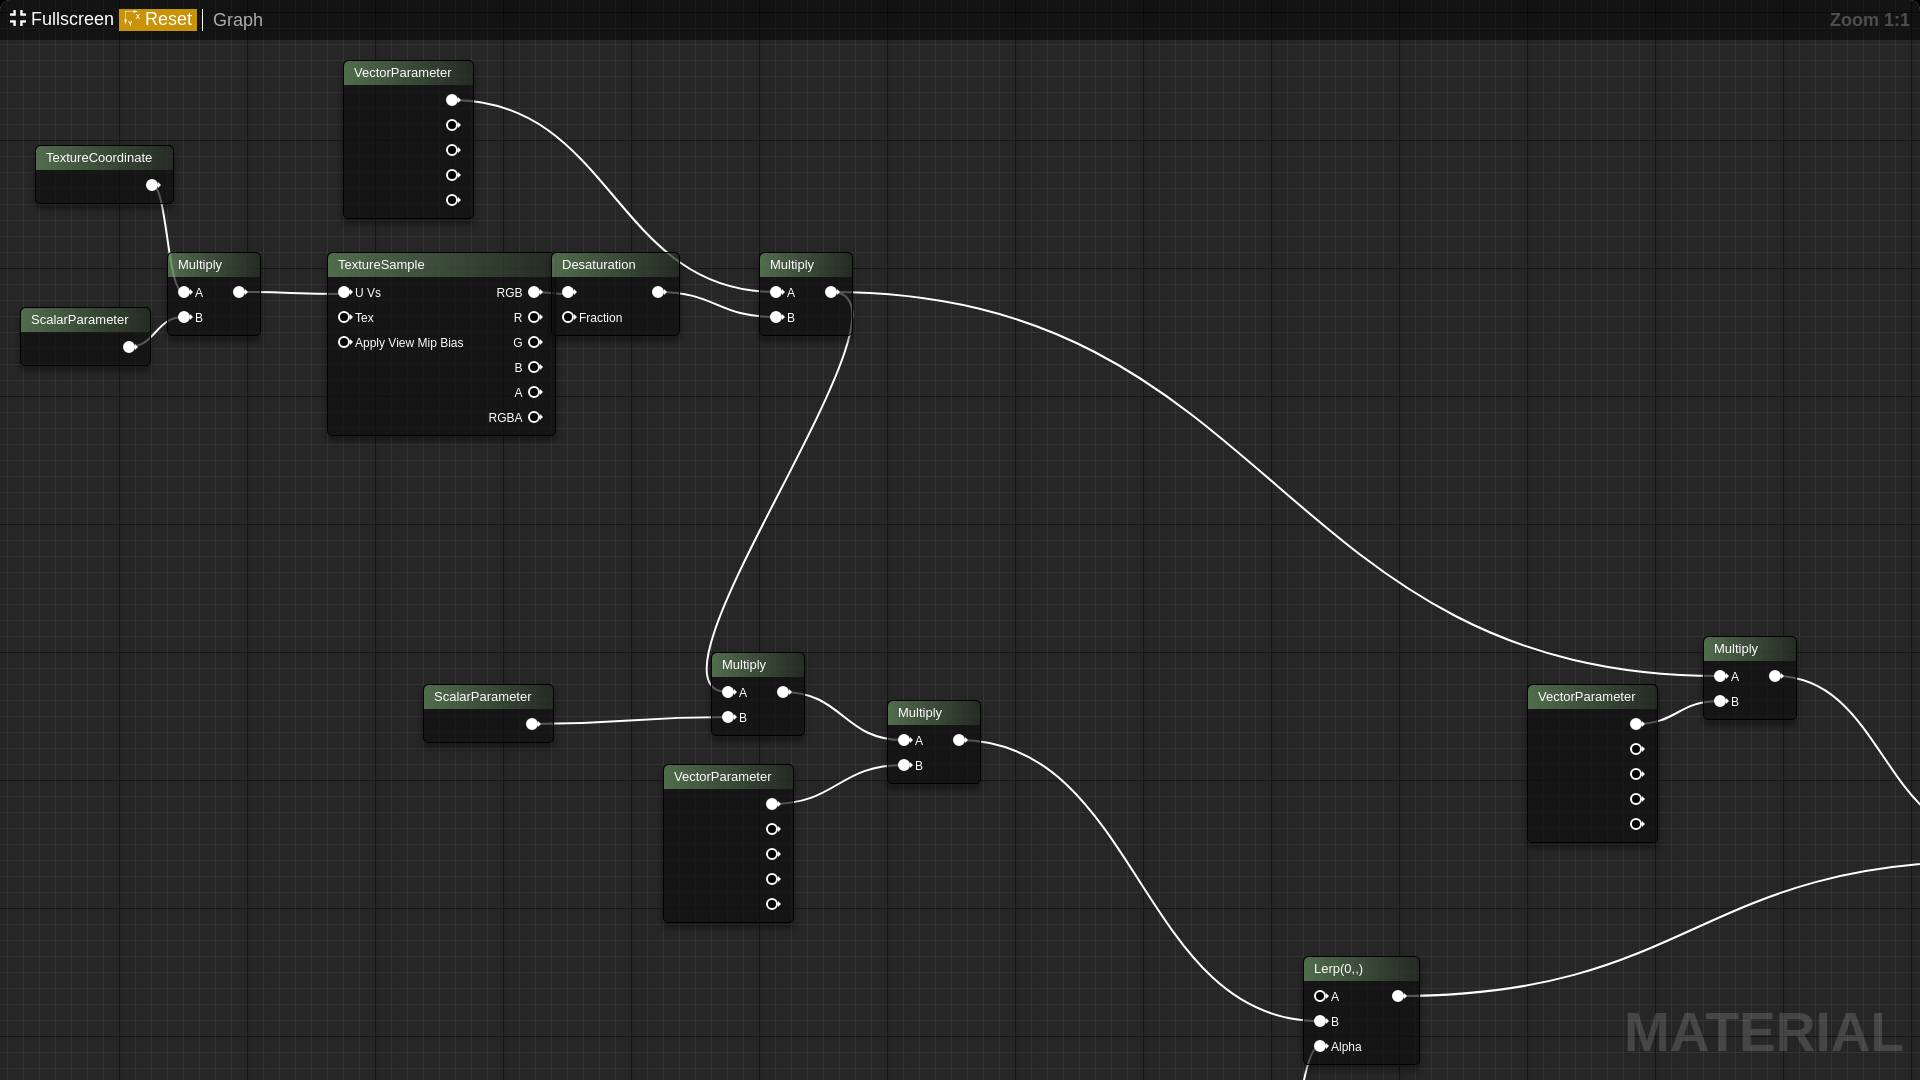 Fullscreen Reset Graph Zoom 1:1
VectorParameter
TextureCoordinate
Multiply
A
B
TextureSample
U Vs RGB
Tex R
Apply View Mip Bias G
B
A
RGBA
Desaturation
Fraction
Multiply
A
B
ScalarParameter
Multiply
A
B
ScalarParameter
Multiply
A
B
VectorParameter
Multiply
A
B
VectorParameter
Lerp(0,,)
A
B
Alpha
MATERIAL